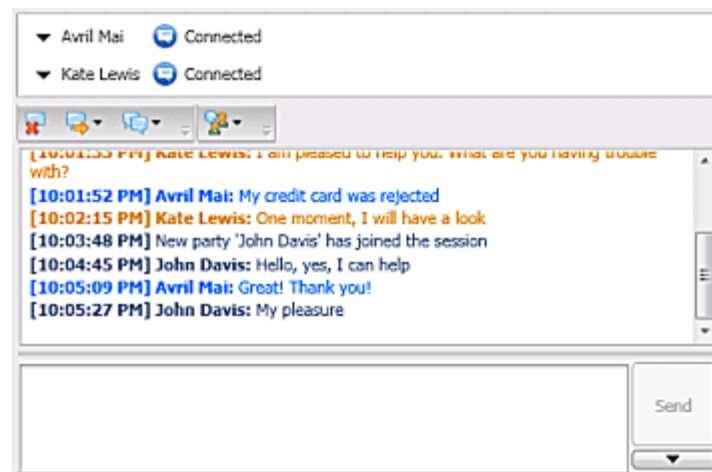 Avril Mai Connected
Kate Lewis Connected
[10:01:33 PM] Kate Lewis: I am pleased to help you. What are you having trouble
with?
[10:01:52 PM] Avril Mai: My credit card was rejected
[10:02:15 PM] Kate Lewis: One moment, I will have a look
[10:03:48 PM] New party 'John Davis' has joined the session
[10:04:45 PM] John Davis: Hello, yes, I can help
[10:05:09 PM] Avril Mai: Great! Thank you!
[10:05:27 PM] John Davis: My pleasure
Send